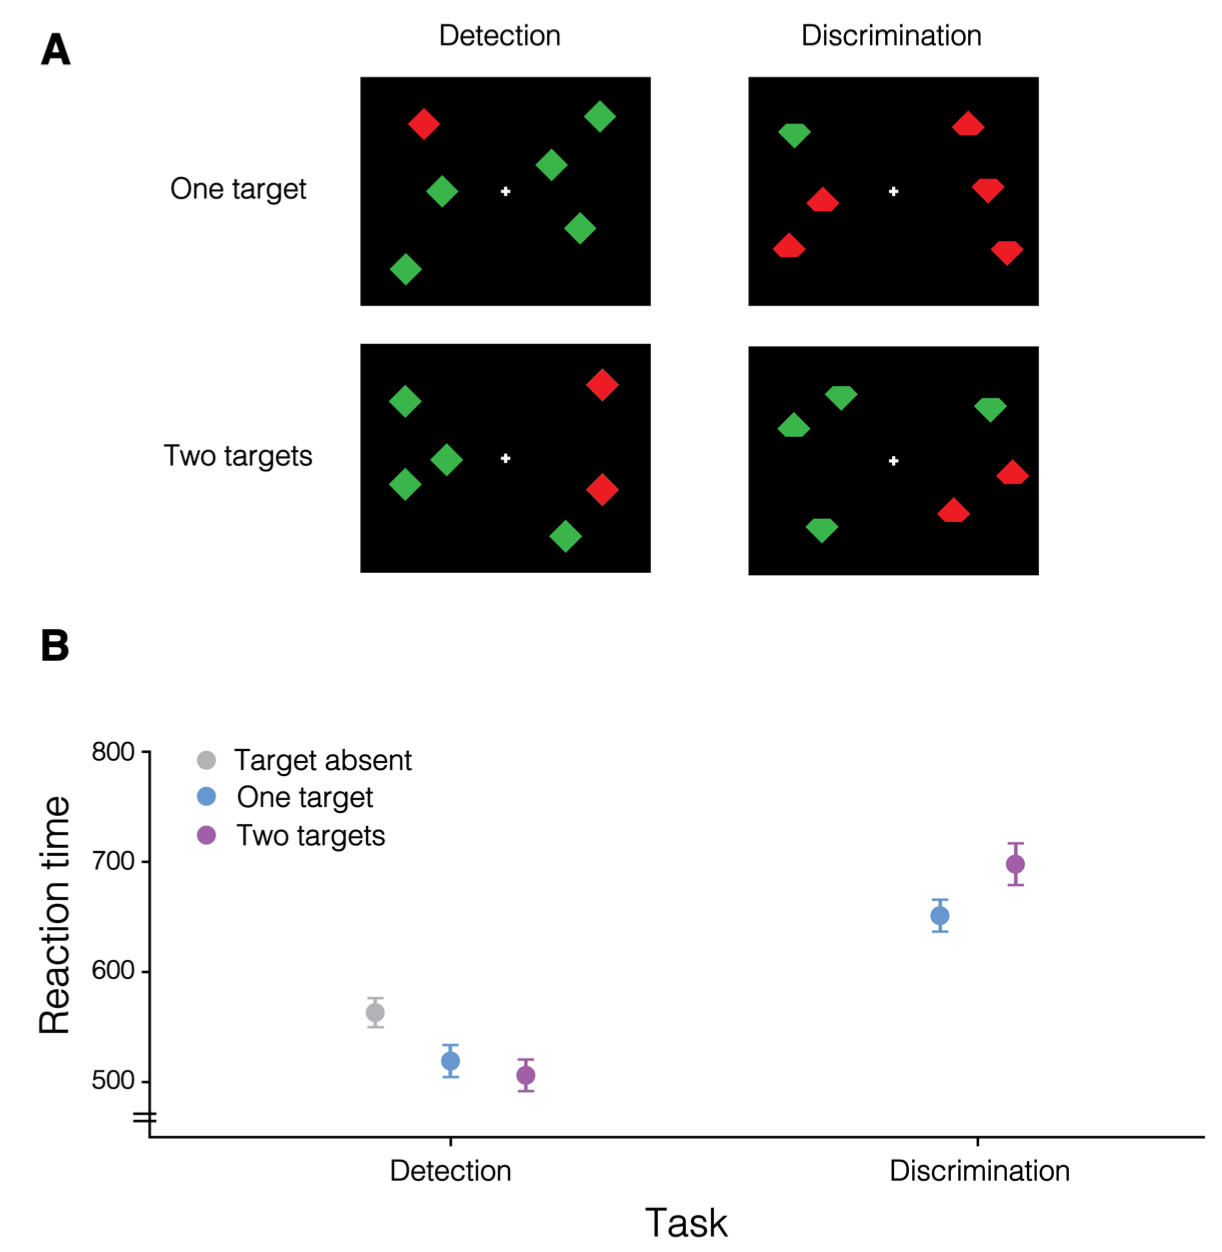 A
Detection
Discrimination
One target
Two targets
B
800
700
600
500
Reaction time
Target absent
One target
Two targets
Detection
Discrimination
Task